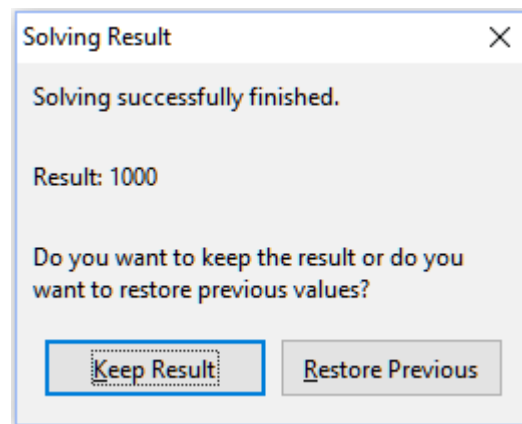 Solving Result
Solving successfully finished.
Result: 1000
Do you want to keep the result or do you
want to restore previous values?
Keep Result
Restore Previous